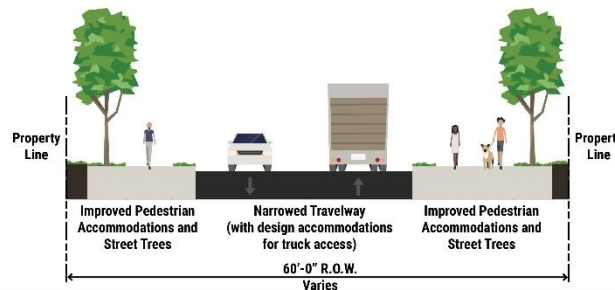 Property
Line
Property
Line
Improved Pedestrian
Accommodations and
Street Trees
Narrowed Travelway
(with design accommodations
for truck access)
Improved Pedestrian
Accommodations and
Street Trees
60'-0" R.O.W.
Varies